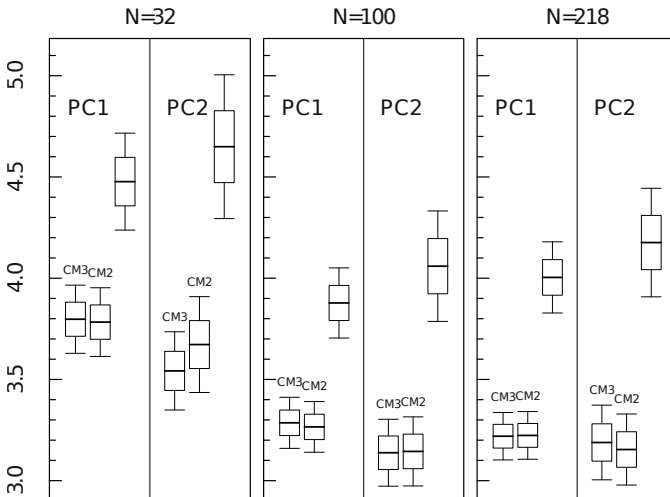 N=32 N=100 N=218
5.0
4.5
4.0
3.5
3.0
PC1 PC2 PC1 PC2 PC1 PC2
CM3 CM2
CM3 CM2
CM3 CM2
CM3 CM2
CM3 CM2
CM3 CM2